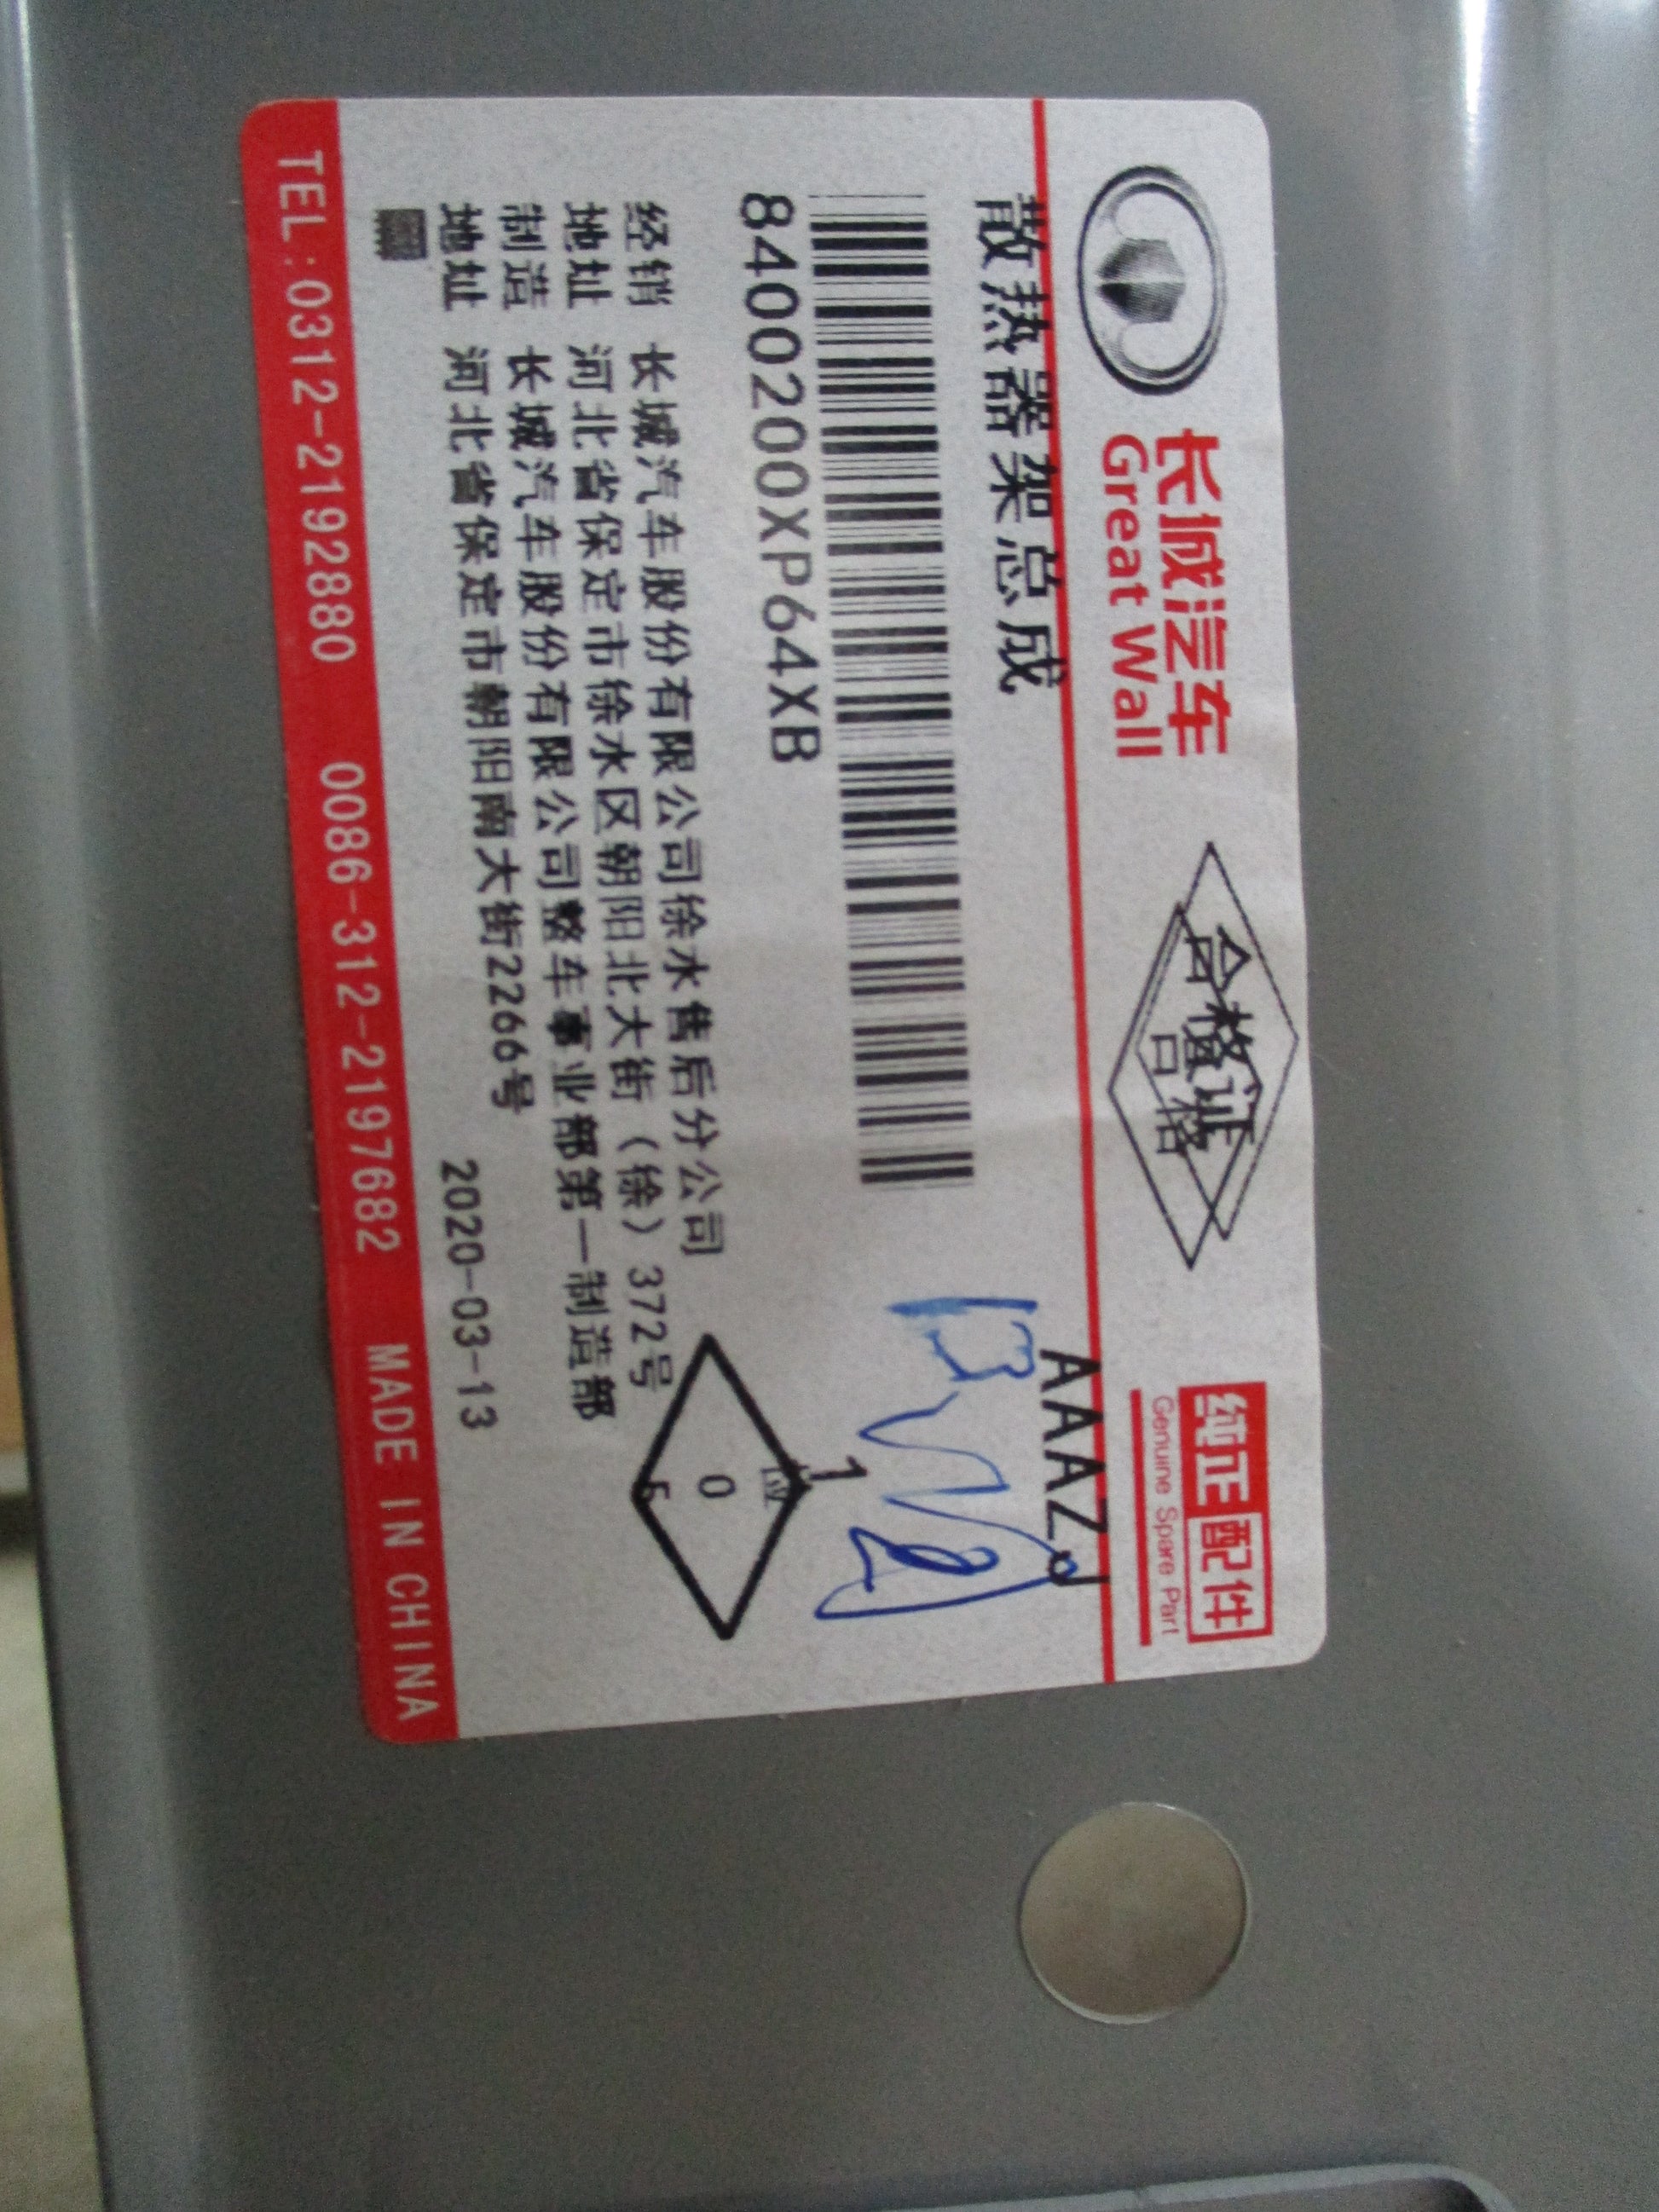 长城汽车
Great Wall
合格证
合格
纯正配件
Genuine Spare Part
散热器架总成
AAAZJ
8400200XP64XB
1
0
5
经销 长城汽车股份有限公司徐水售后分公司
地址 河北省保定市徐水区朝阳北大街（徐）372号
制造 长城汽车股份有限公司整车事业部第一制造部
地址 河北省保定市朝阳南大街2266号
2020-03-13
TEL:0312-2192880 0086-312-2197682 MADE IN CHINA